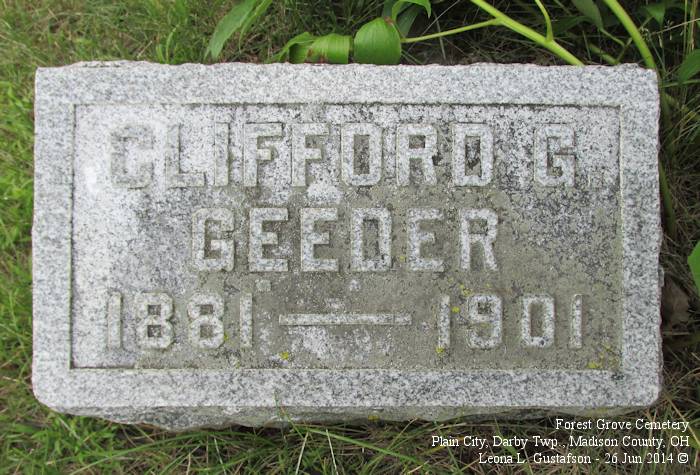 CLIFFORD G.
GEEDER
1881 — 1901
Forest Grove Cemetery
Plain City, Darby Twp., Madison County, OH
Leona L. Gustafson - 26 Jun 2014 ©